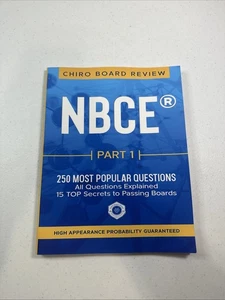 CHIRO BOARD REVIEW
NBCE®
PART 1
250 MOST POPULAR QUESTIONS
All Questions Explained
15 TOP Secrets to Passing Boards
HIGH APPEARANCE PROBABILITY GUARANTEED